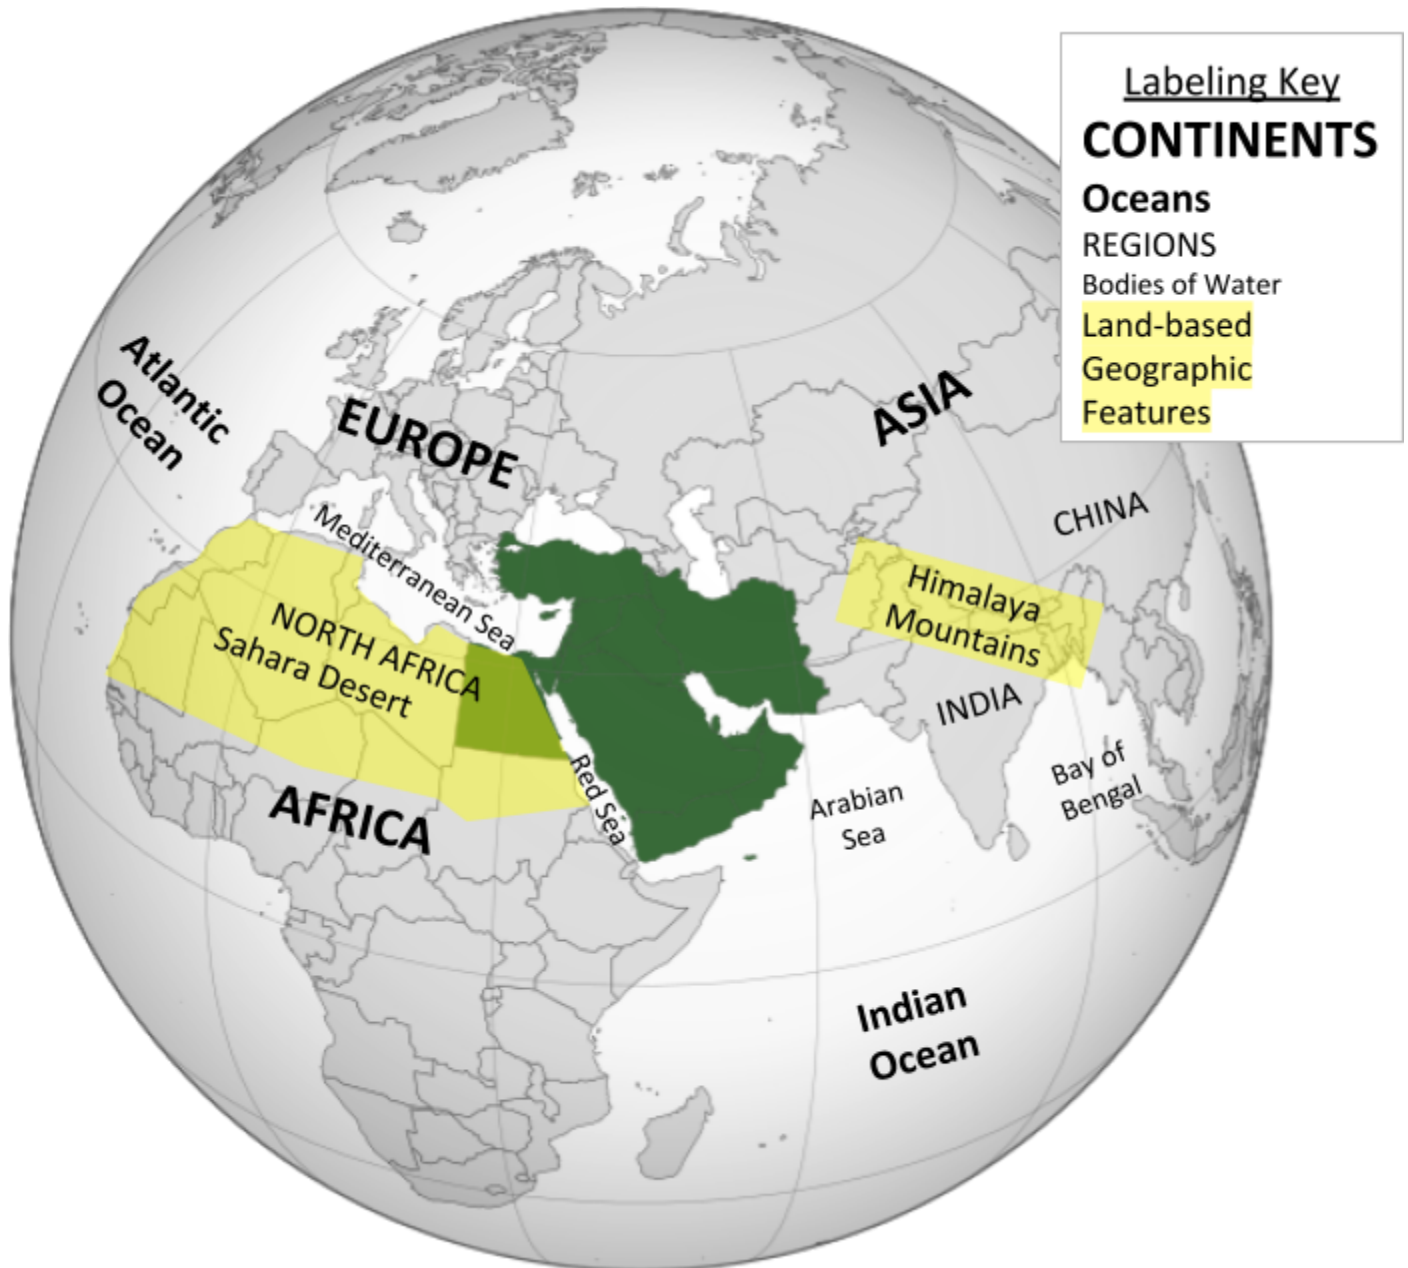 Labeling Key
CONTINENTS
Oceans
REGIONS
Bodies of Water
Land-based
Geographic
Features
Atlantic
Ocean
EUROPE
ASIA
CHINA
Mediterranean Sea
Himalaya
Mountains
NORTH AFRICA
Sahara Desert
INDIA
Red Sea
Bay of
Bengal
Arabian
Sea
AFRICA
Indian
Ocean